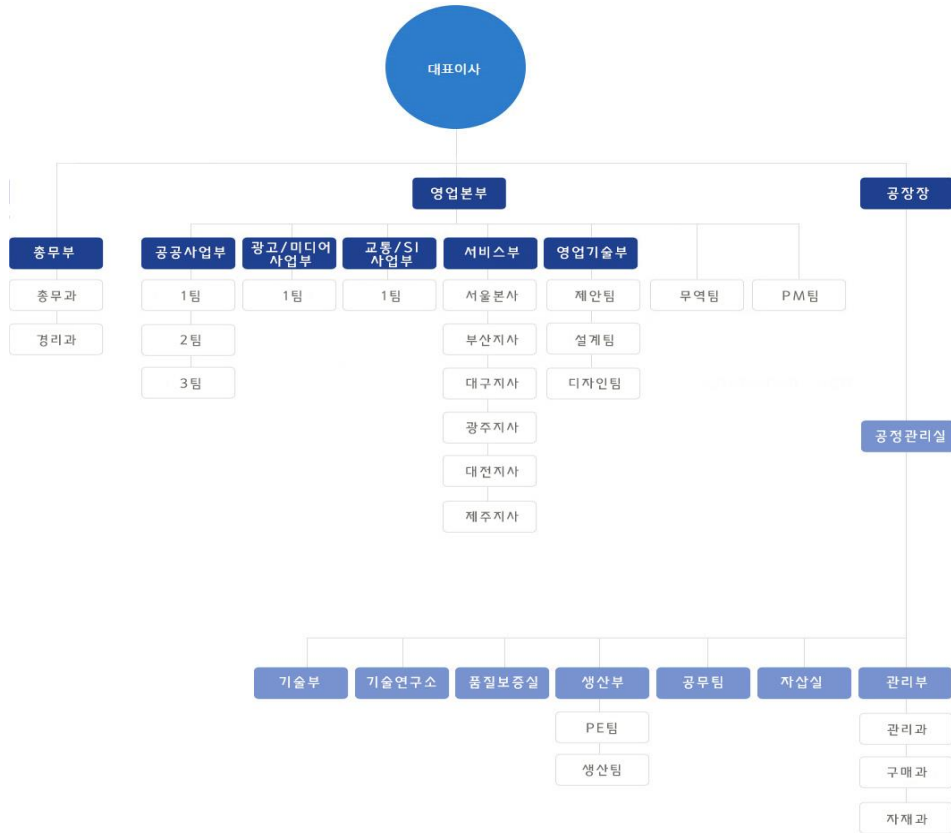 대표이사
영업본부
공장장
총무부
공공사업부
광고/미디어
사업부
교통/SI
사업부
서비스부
영업기술부
총무과
1팀
1팀
1팀
서울본사
제안팀
무역팀
PM팀
경리과
2팀
부산지사
설계팀
3팀
대구지사
디자인팀
광주지사
공정관리실
대전지사
제주지사
기술부
기술연구소
품질보증실
생산부
공무팀
자삽실
관리부
PE팀
관리과
생산팀
구매과
자재과